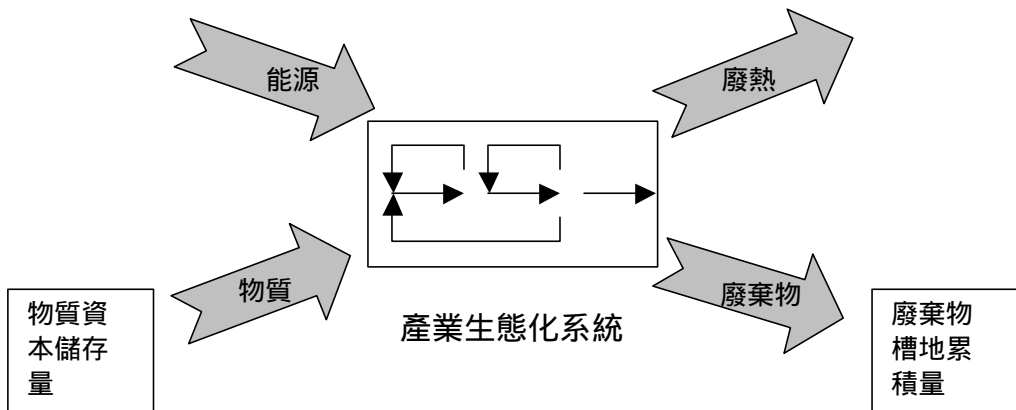 能源
廢熱
物質
廢棄物
物質資
本儲存
量
產業生態化系統
廢棄物
槽地累
積量